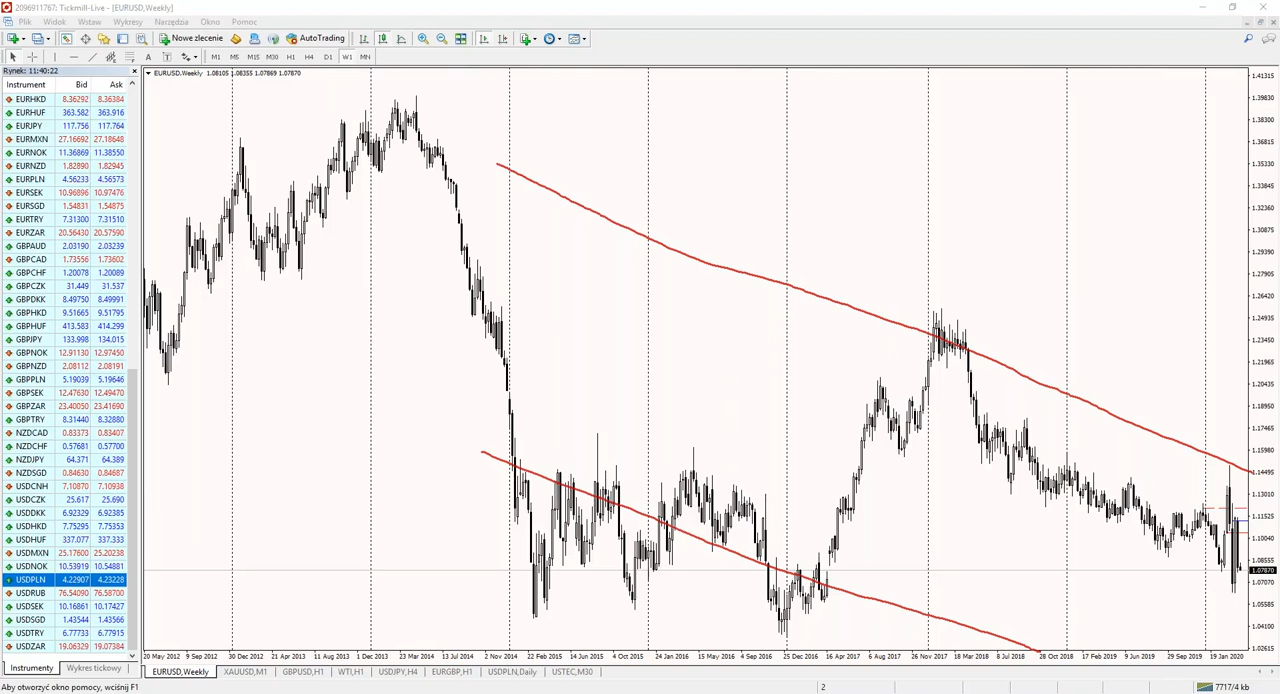 2096911767: Tickmill-Live - [EURUSD,Weekly]
Plik Widok Wstaw Wykresy Narzędzia Okno Pomoc
Nowe zlecenie AutoTrading
A T M1 M5 M15 M30 H1 H4 D1 W1 MN
Rynek: 11:40:22
Instrument Bid Ask
EURHKD 8.36292 8.36384
EURHUF 363.582 363.916
EURJPY 117.756 117.764
EURMXN 27.16692 27.18648
EURNOK 11.36869 11.38550
EURNZD 1.82890 1.82945
EURPLN 4.56233 4.56573
EURSEK 10.96896 10.97476
EURSGD 1.54831 1.54875
EURTRY 7.31300 7.31510
EURZAR 20.56430 20.57590
GBPAUD 2.03190 2.03239
GBPCAD 1.73556 1.73602
GBPCHF 1.20078 1.20089
GBPCZK 31.449 31.537
GBPDKK 8.49750 8.49991
GBPHKD 9.51665 9.51795
GBPHUF 413.583 414.299
GBPJPY 133.998 134.015
GBPNOK 12.91130 12.97450
GBPNZD 2.08112 2.08191
GBPPLN 5.19039 5.19646
GBPSEK 12.47630 12.49470
GBPZAR 23.40050 23.41690
GBPTRY 8.31440 8.32880
NZDCAD 0.83373 0.83407
NZDCHF 0.57681 0.57700
NZDJPY 64.371 64.389
NZDSGD 0.84630 0.84687
USDCNH 7.10870 7.10938
USDCZK 25.617 25.690
USDDKK 6.92329 6.92385
USDHKD 7.75295 7.75353
USDHUF 337.077 337.333
USDMXN 25.17600 25.20238
USDNOK 10.53919 10.54881
USDPLN 4.22907 4.23228
USDRUB 76.54090 76.58700
USDSEK 10.16861 10.17427
USDSGD 1.43544 1.43566
USDTRY 6.77733 6.77915
USDZAR 19.06329 19.07384
Instrumenty Wykres tickowy
EURUSD,Weekly 1.08105 1.08355 1.07869 1.07870
1.41315
1.39830
1.38300
1.36815
1.35330
1.33845
1.32360
1.30875
1.29390
1.27905
1.26420
1.24935
1.23450
1.21965
1.20435
1.18950
1.17465
1.15980
1.14495
1.13010
1.11525
1.10040
1.07870
1.07070
1.05585
1.04100
1.02615
20 May 2012 9 Sep 2012 30 Dec 2012 21 Apr 2013 11 Aug 2013 1 Dec 2013 23 Mar 2014 13 Jul 2014 2 Nov 2014 22 Feb 2015 14 Jun 2015 4 Oct 2015 24 Jan 2016 15 May 2016 4 Sep 2016 25 Dec 2016 16 Apr 2017 6 Aug 2017 26 Nov 2017 18 Mar 2018 8 Jul 2018 28 Oct 2018 17 Feb 2019 9 Jun 2019 29 Sep 2019 19 Jan 2020
EURUSD,Weekly XAUUSD,M1 GBPUSD,H1 WTI,H1 USDJPY,H4 EURGBP,H1 USDPLN,Daily USTEC,M30
Aby otworzyć okno pomocy, wciśnij F1 2 7717/4 kb